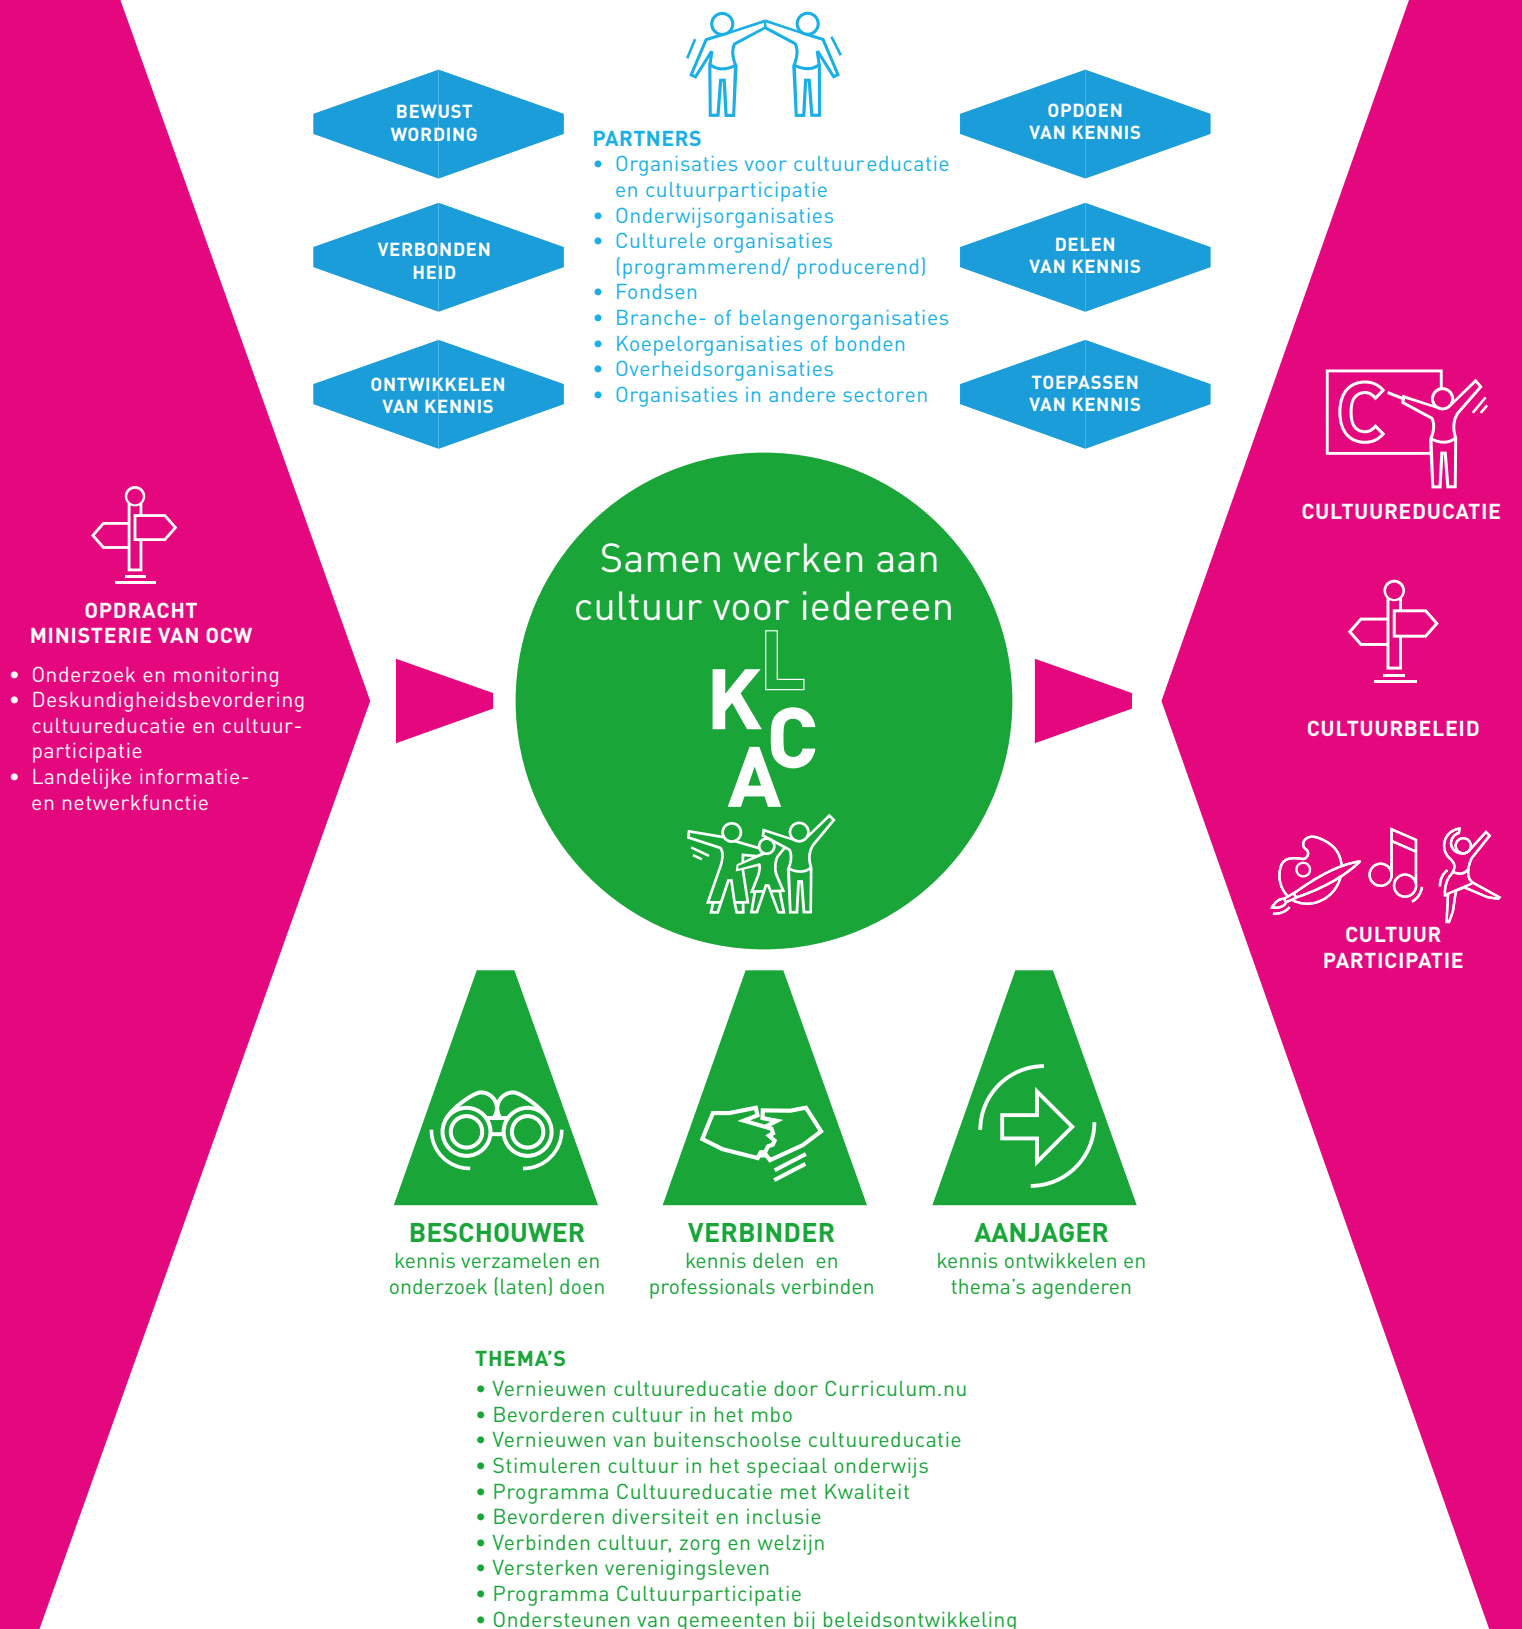 BEWUST
WORDING
VERBONDEN
HEID
ONTWIKKELEN
VAN KENNIS
PARTNERS
• Organisaties voor cultuureducatie
en cultuurparticipatie
• Onderwijsorganisaties
• Culturele organisaties
(programmerend/ producerend)
• Fondsen
• Branche- of belangenorganisaties
• Koepelorganisaties of bonden
• Overheidsorganisaties
• Organisaties in andere sectoren
OPDOEN
VAN KENNIS
DELEN
VAN KENNIS
TOEPASSEN
VAN KENNIS
OPDRACHT
MINISTERIE VAN OCW
• Onderzoek en monitoring
• Deskundigheidsbevordering
cultuureducatie en cultuur-
participatie
• Landelijke informatie-
en netwerkfunctie
Samen werken aan
cultuur voor iedereen
L
K
C
A
C
CULTUUREDUCATIE
CULTUURBELEID
CULTUUR
PARTICIPATIE
BESCHOUWER
kennis verzamelen en
onderzoek (laten) doen
VERBINDER
kennis delen en
professionals verbinden
AANJAGER
kennis ontwikkelen en
thema's agenderen
THEMA'S
• Vernieuwen cultuureducatie door Curriculum.nu
• Bevorderen cultuur in het mbo
• Vernieuwen van buitenschoolse cultuureducatie
• Stimuleren cultuur in het speciaal onderwijs
• Programma Cultuureducatie met Kwaliteit
• Bevorderen diversiteit en inclusie
• Verbinden cultuur, zorg en welzijn
• Versterken verenigingsleven
• Programma Cultuurparticipatie
• Ondersteunen van gemeenten bij beleidsontwikkeling